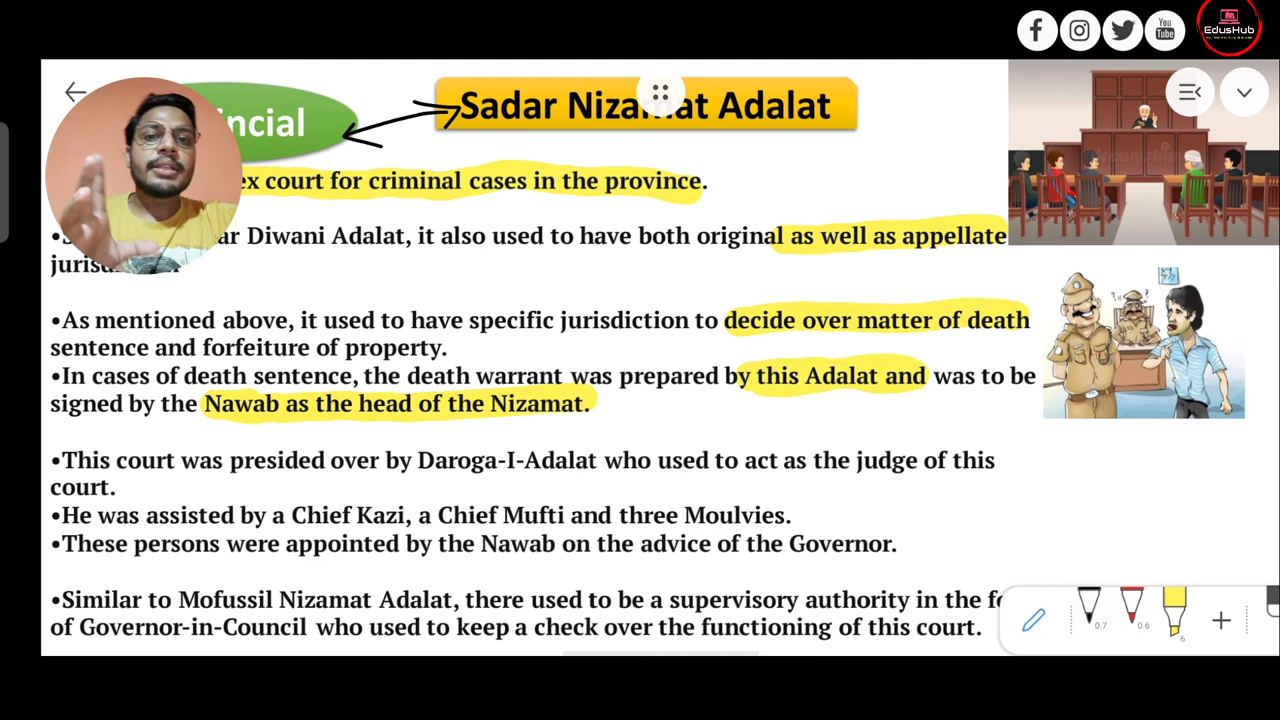 EdusHub
ncial
Sadar Nizamat Adalat
ex court for criminal cases in the province.
ar Diwani Adalat, it also used to have both original as well as appellate
•As mentioned above, it used to have specific jurisdiction to decide over matter of death
sentence and forfeiture of property.
•In cases of death sentence, the death warrant was prepared by this Adalat and was to be
signed by the Nawab as the head of the Nizamat.
•This court was presided over by Daroga-I-Adalat who used to act as the judge of this
court.
•He was assisted by a Chief Kazi, a Chief Mufti and three Moulvies.
•These persons were appointed by the Nawab on the advice of the Governor.
•Similar to Mofussil Nizamat Adalat, there used to be a supervisory authority in the fo
of Governor-in-Council who used to keep a check over the functioning of this court.
0.7 0.6 6